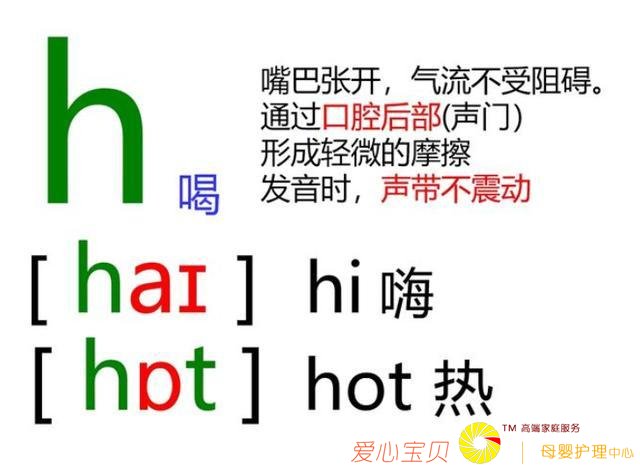 h 喝
嘴巴张开，气流不受阻碍。
通过口腔后部(声门）
形成轻微的摩擦
发音时，声带不震动
[ haɪ ] hi 嗨
[ hɒt ] hot 热
爱心宝贝
TM 高端家庭服务
母婴护理中心